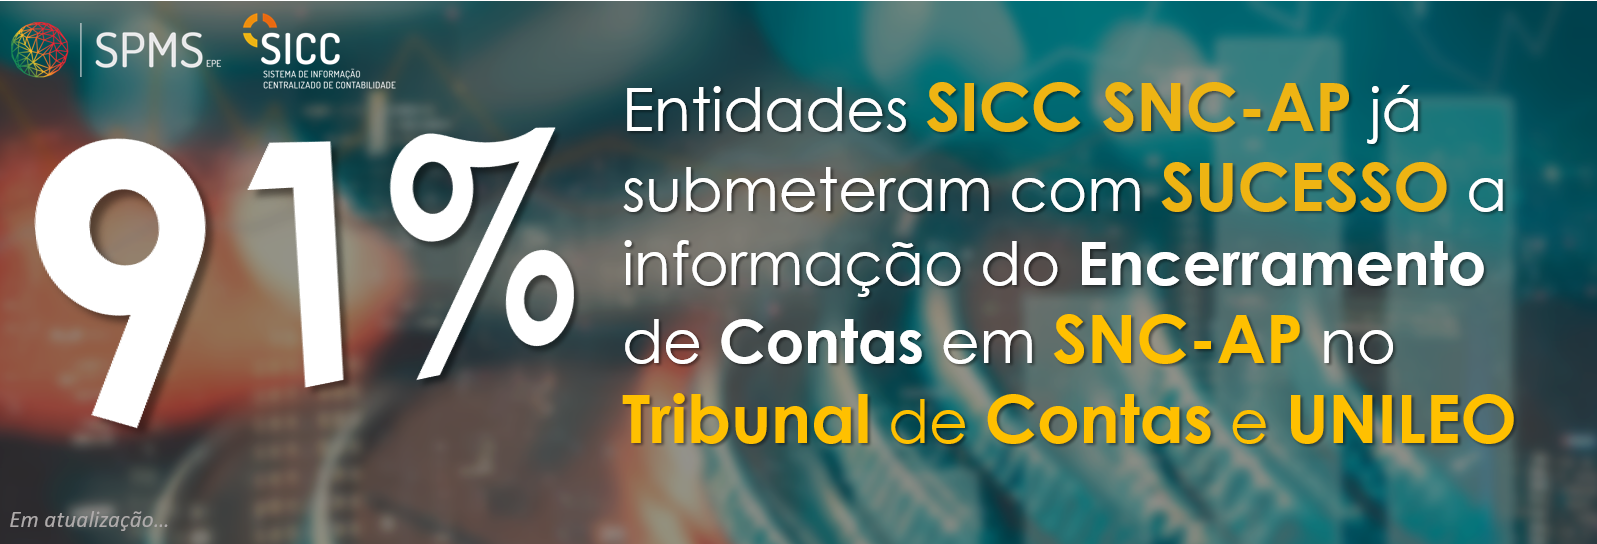 SPMS EPE
SICC
SISTEMA DE INFORMAÇÃO
CENTRALIZADO DE CONTABILIDADE
91%
Entidades SICC SNC-AP já
submeteram com SUCESSO a
informação do Encerramento
de Contas em SNC-AP no
Tribunal de Contas e UNILEO
Em atualização...